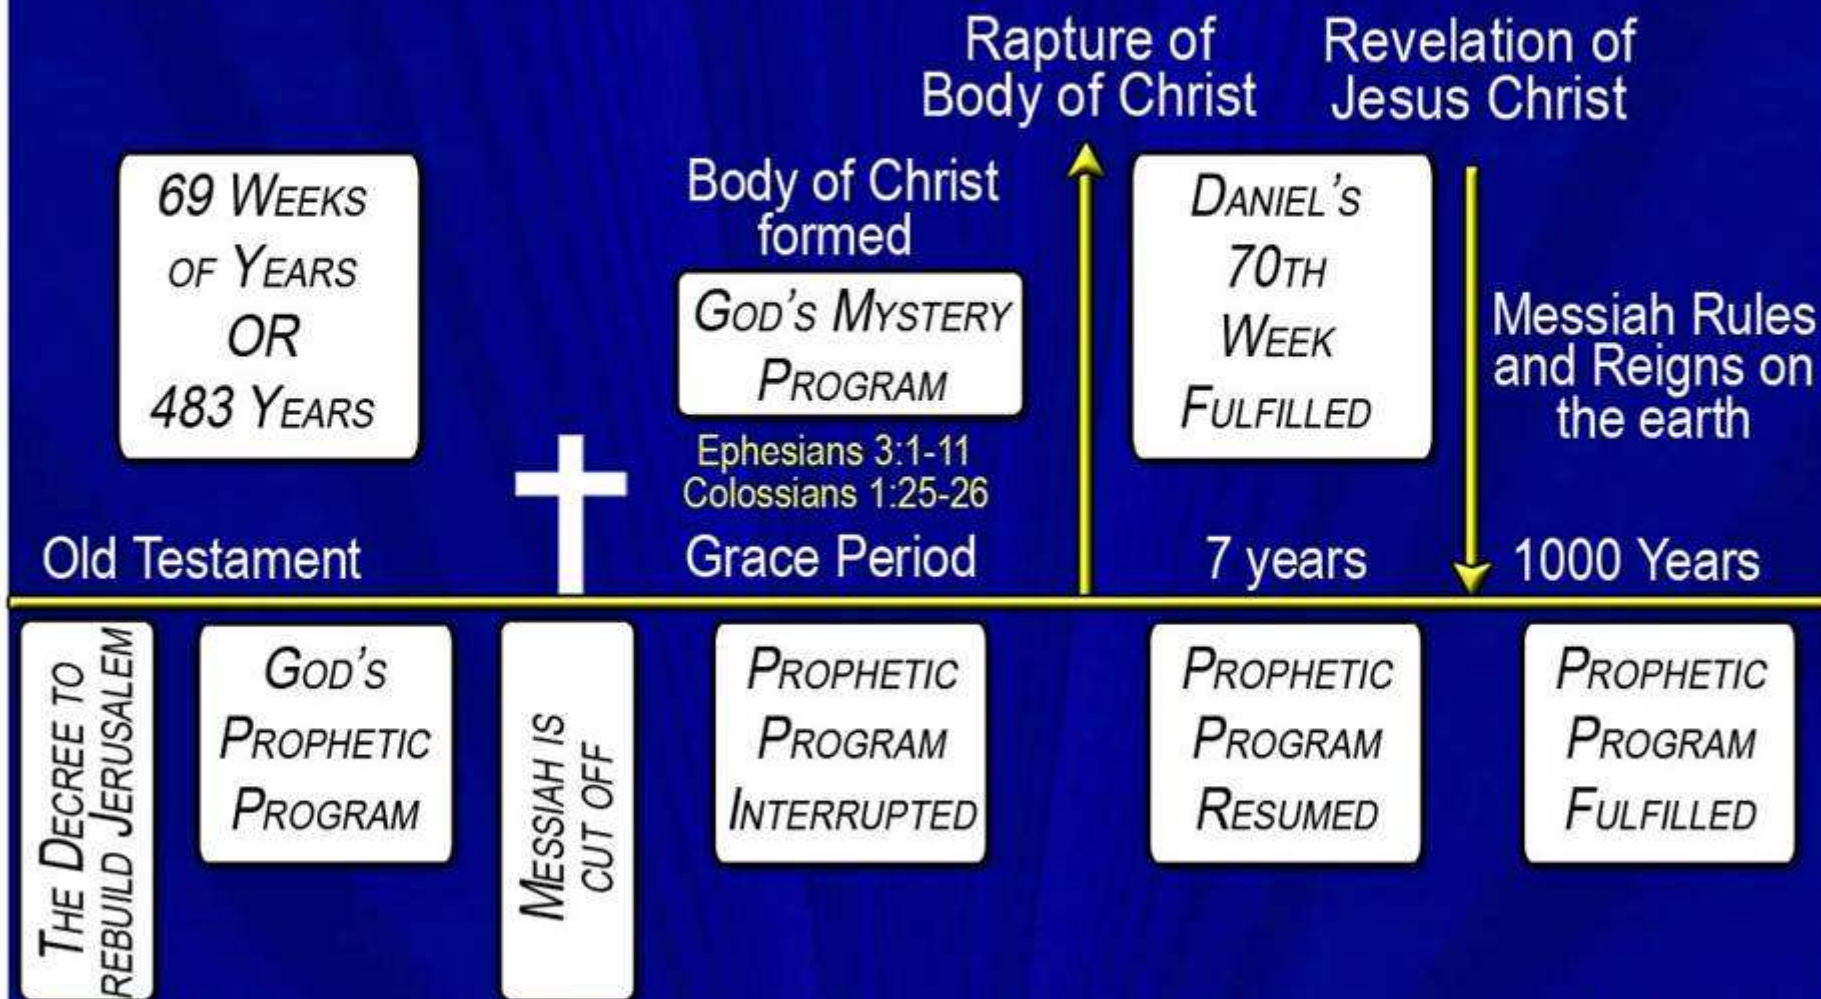 Rapture of
Body of Christ
Revelation of
Jesus Christ
69 WEEKS
OF YEARS
OR
483 YEARS
Body of Christ
formed
GOD'S MYSTERY
PROGRAM
Ephesians 3:1-11
Colossians 1:25-26
DANIEL'S
70TH
WEEK
FULFILLED
Messiah Rules
and Reigns on
the earth
Old Testament
Grace Period
7 years
1000 Years
THE DECREE TO
REBUILD JERUSALEM
GOD'S
PROPHETIC
PROGRAM
MESSIAH IS
CUT OFF
PROPHETIC
PROGRAM
INTERRUPTED
PROPHETIC
PROGRAM
RESUMED
PROPHETIC
PROGRAM
FULFILLED